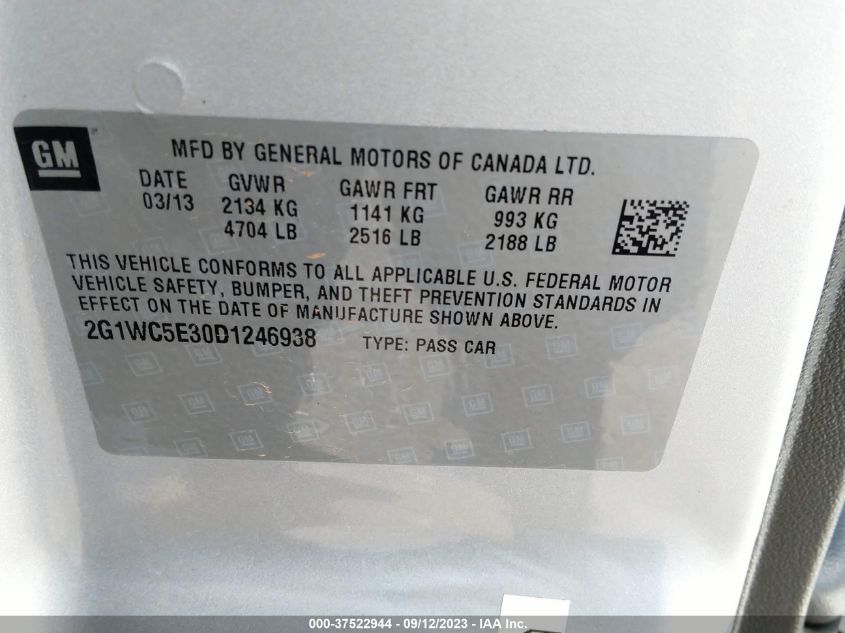 GM
MFD BY GENERAL MOTORS OF CANADA LTD.
DATE GVWR GAWR FRT GAWR RR
03/13 2134 KG 1141 KG 993 KG
4704 LB 2516 LB 2188 LB
THIS VEHICLE CONFORMS TO ALL APPLICABLE U.S. FEDERAL MOTOR
VEHICLE SAFETY, BUMPER, AND THEFT PREVENTION STANDARDS IN
EFFECT ON THE DATE OF MANUFACTURE SHOWN ABOVE.
2G1WC5E30D1246938 TYPE: PASS CAR
000-37522944 - 09/12/2023 - IAA Inc.